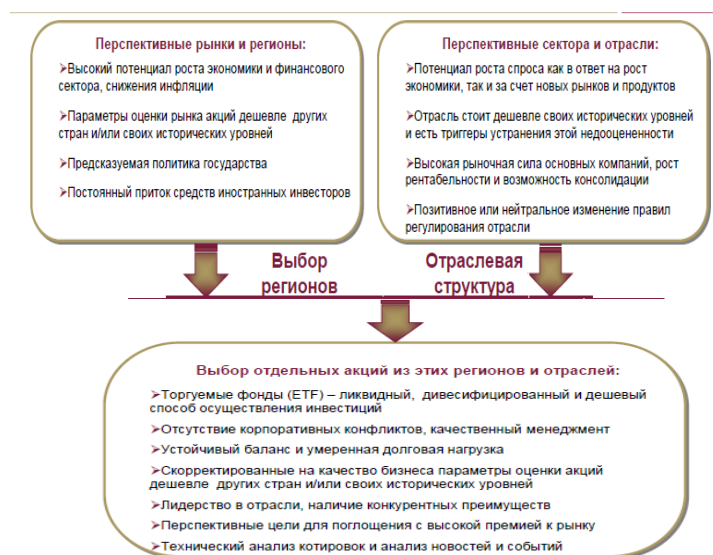 Перспективные рынки и регионы:
➢Высокий потенциал роста экономики и финансового
сектора, снижения инфляции
➢Параметры оценки рынка акций дешевле других
стран и/или своих исторических уровней
➢Предсказуемая политика государства
➢Постоянный приток средств иностранных инвесторов
Перспективные сектора и отрасли:
➢Потенциал роста спроса как в ответ на рост
экономики, так и за счет новых рынков и продуктов
➢Отрасль стоит дешевле своих исторических уровней
и есть триггеры устранения этой недооцененности
➢Высокая рыночная сила основных компаний, рост
рентабельности и возможность консолидации
➢Позитивное или нейтральное изменение правил
регулирования отрасли
Выбор
регионов
Отраслевая
структура
Выбор отдельных акций из этих регионов и отраслей:
➢Торгуемые фонды (ETF) – ликвидный, дивесифицированный и дешевый
способ осуществления инвестиций
➢Отсутствие корпоративных конфликтов, качественный менеджмент
➢Устойчивый баланс и умеренная долговая нагрузка
➢Скорректированные на качество бизнеса параметры оценки акций
дешевле других стран и/или своих исторических уровней
➢Лидерство в отрасли, наличие конкурентных преимуществ
➢Перспективные цели для поглощения с высокой премией к рынку
➢Технический анализ котировок и анализ новостей и событий